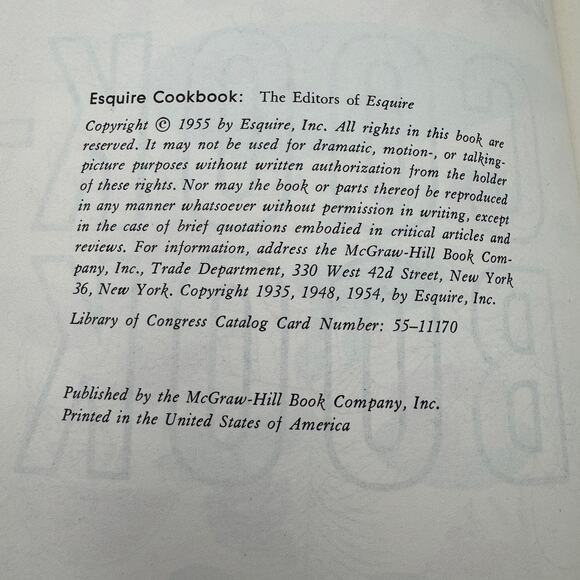 Esquire Cookbook: The Editors of Esquire
Copyright © 1955 by Esquire, Inc. All rights in this book are
reserved. It may not be used for dramatic, motion-, or talking-
picture purposes without written authorization from the holder
of these rights. Nor may the book or parts thereof be reproduced
in any manner whatsoever without permission in writing, except
in the case of brief quotations embodied in critical articles and
reviews. For information, address the McGraw-Hill Book Com-
pany, Inc., Trade Department, 330 West 42d Street, New York
36, New York. Copyright 1935, 1948, 1954, by Esquire, Inc.
Library of Congress Catalog Card Number: 55–11170
Published by the McGraw-Hill Book Company, Inc.
Printed in the United States of America